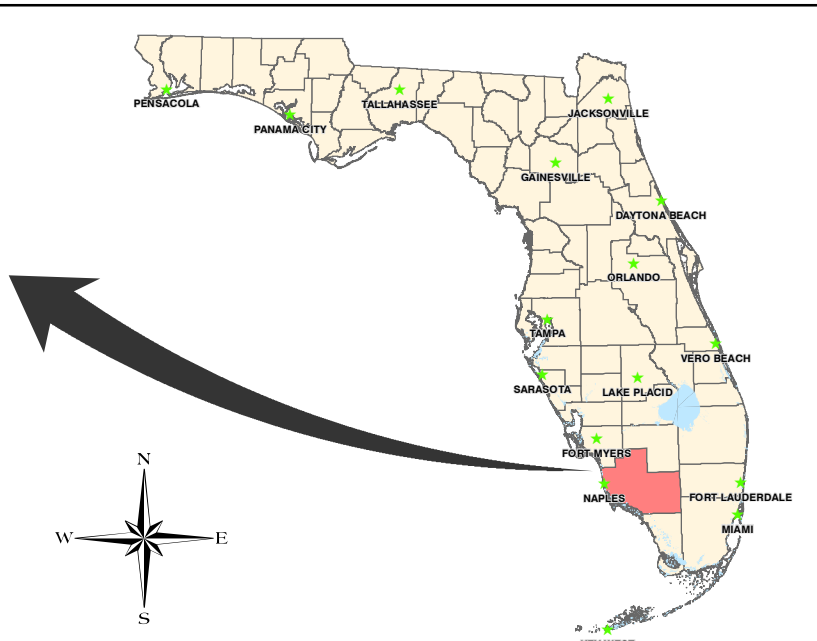 PENSACOLA
TALLAHASSEE
JACKSONVILLE
PANAMA CITY
GAINESVILLE
DAYTONA BEACH
ORLANDO
TAMPA
VERO BEACH
SARASOTA
LAKE PLACID
FORT MYERS
N
NAPLES
FORT LAUDERDALE
MIAMI
W
E
S